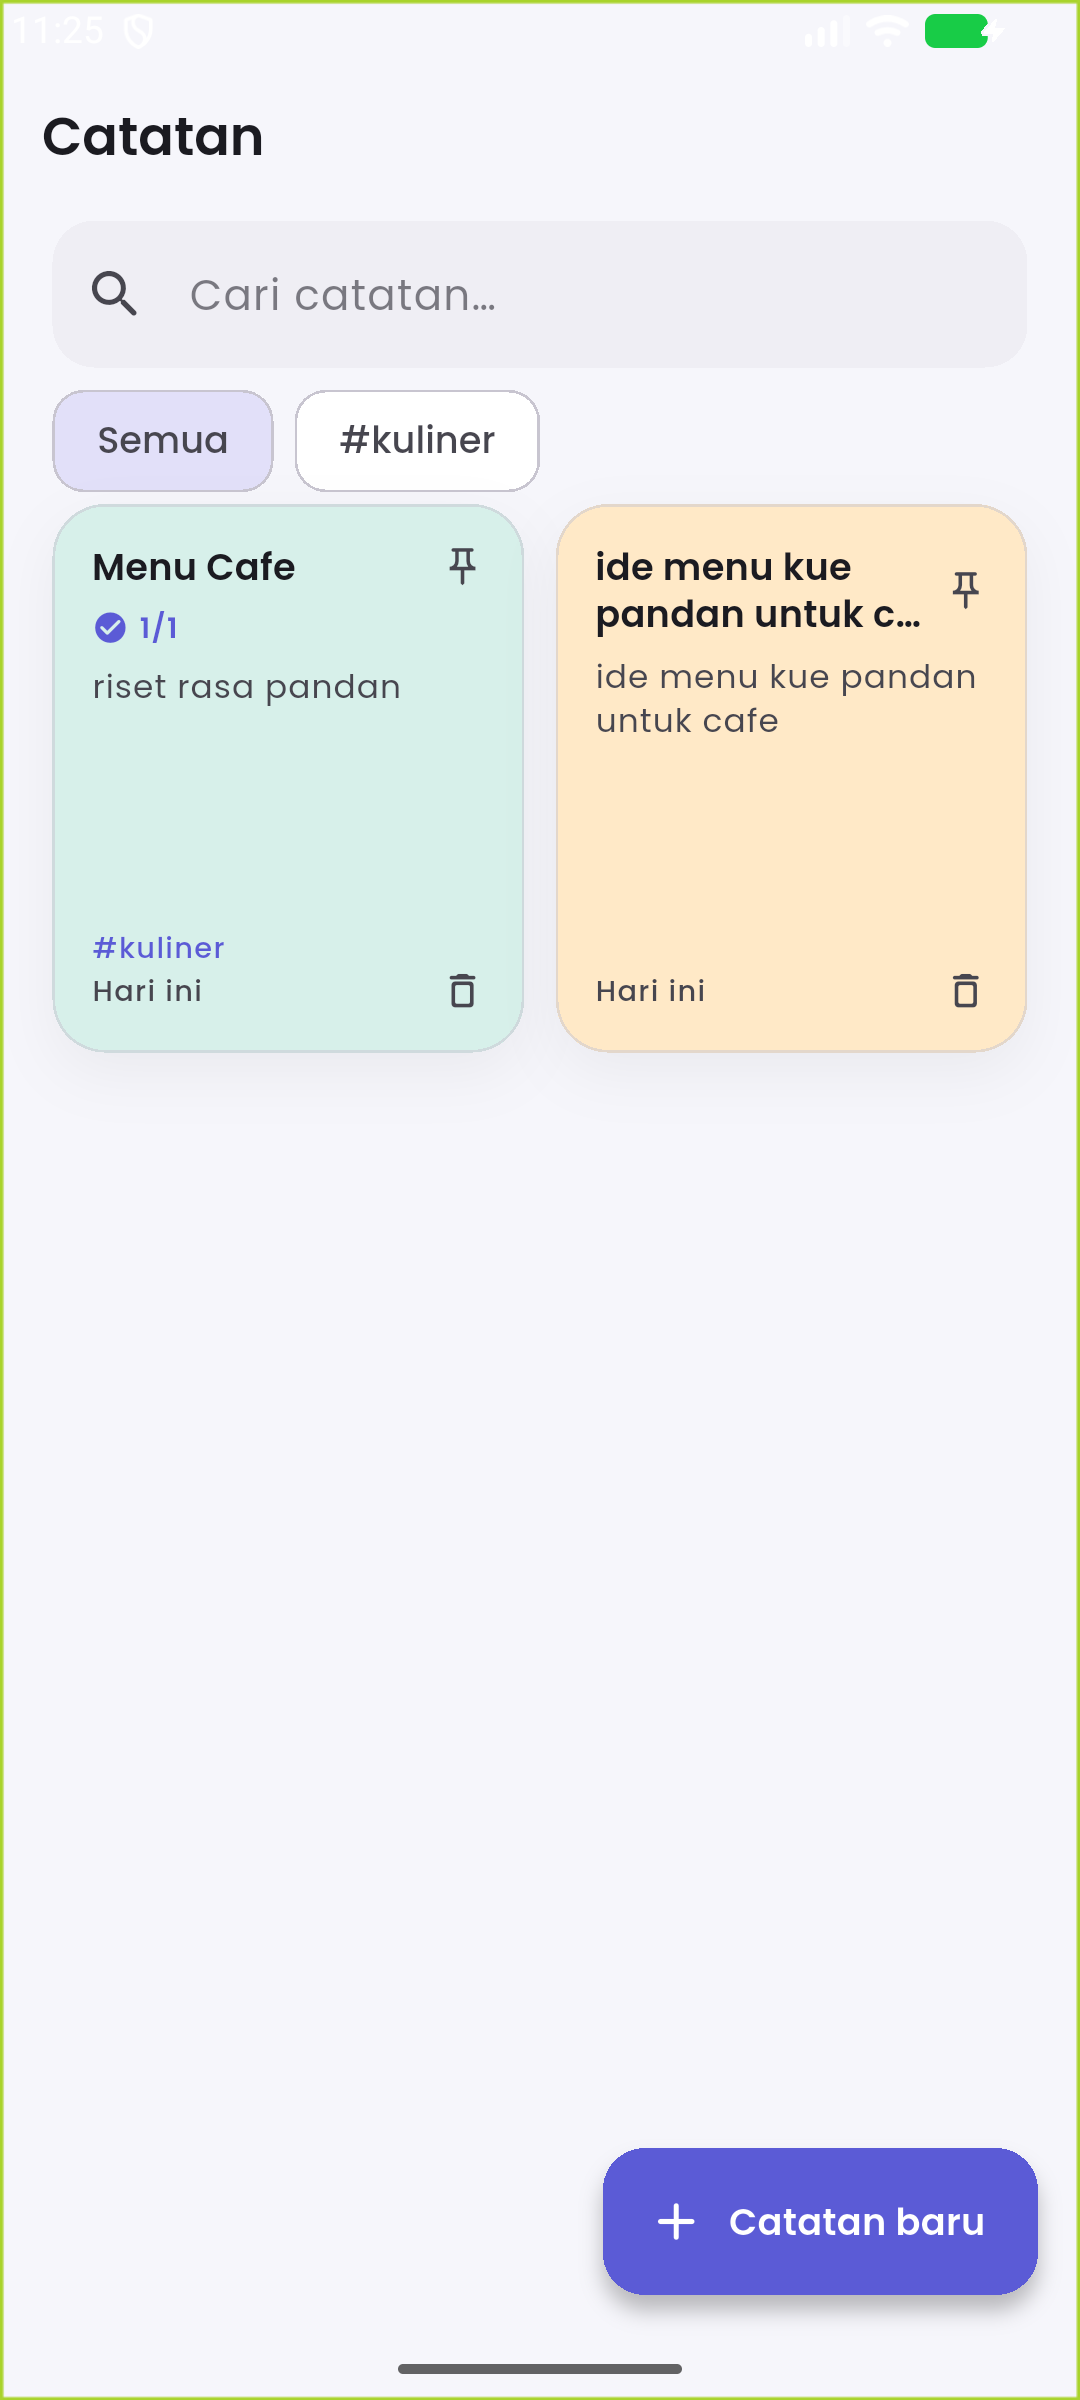 11:25
Catatan
Cari catatan...
Semua
#kuliner
Menu Cafe
1/1
riset rasa pandan
#kuliner
Hari ini
ide menu kue
pandan untuk c...
ide menu kue pandan
untuk cafe
Hari ini
Catatan baru